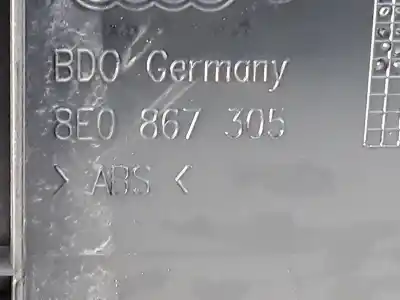 BDO Germany
8E0 867 305
> ABS <